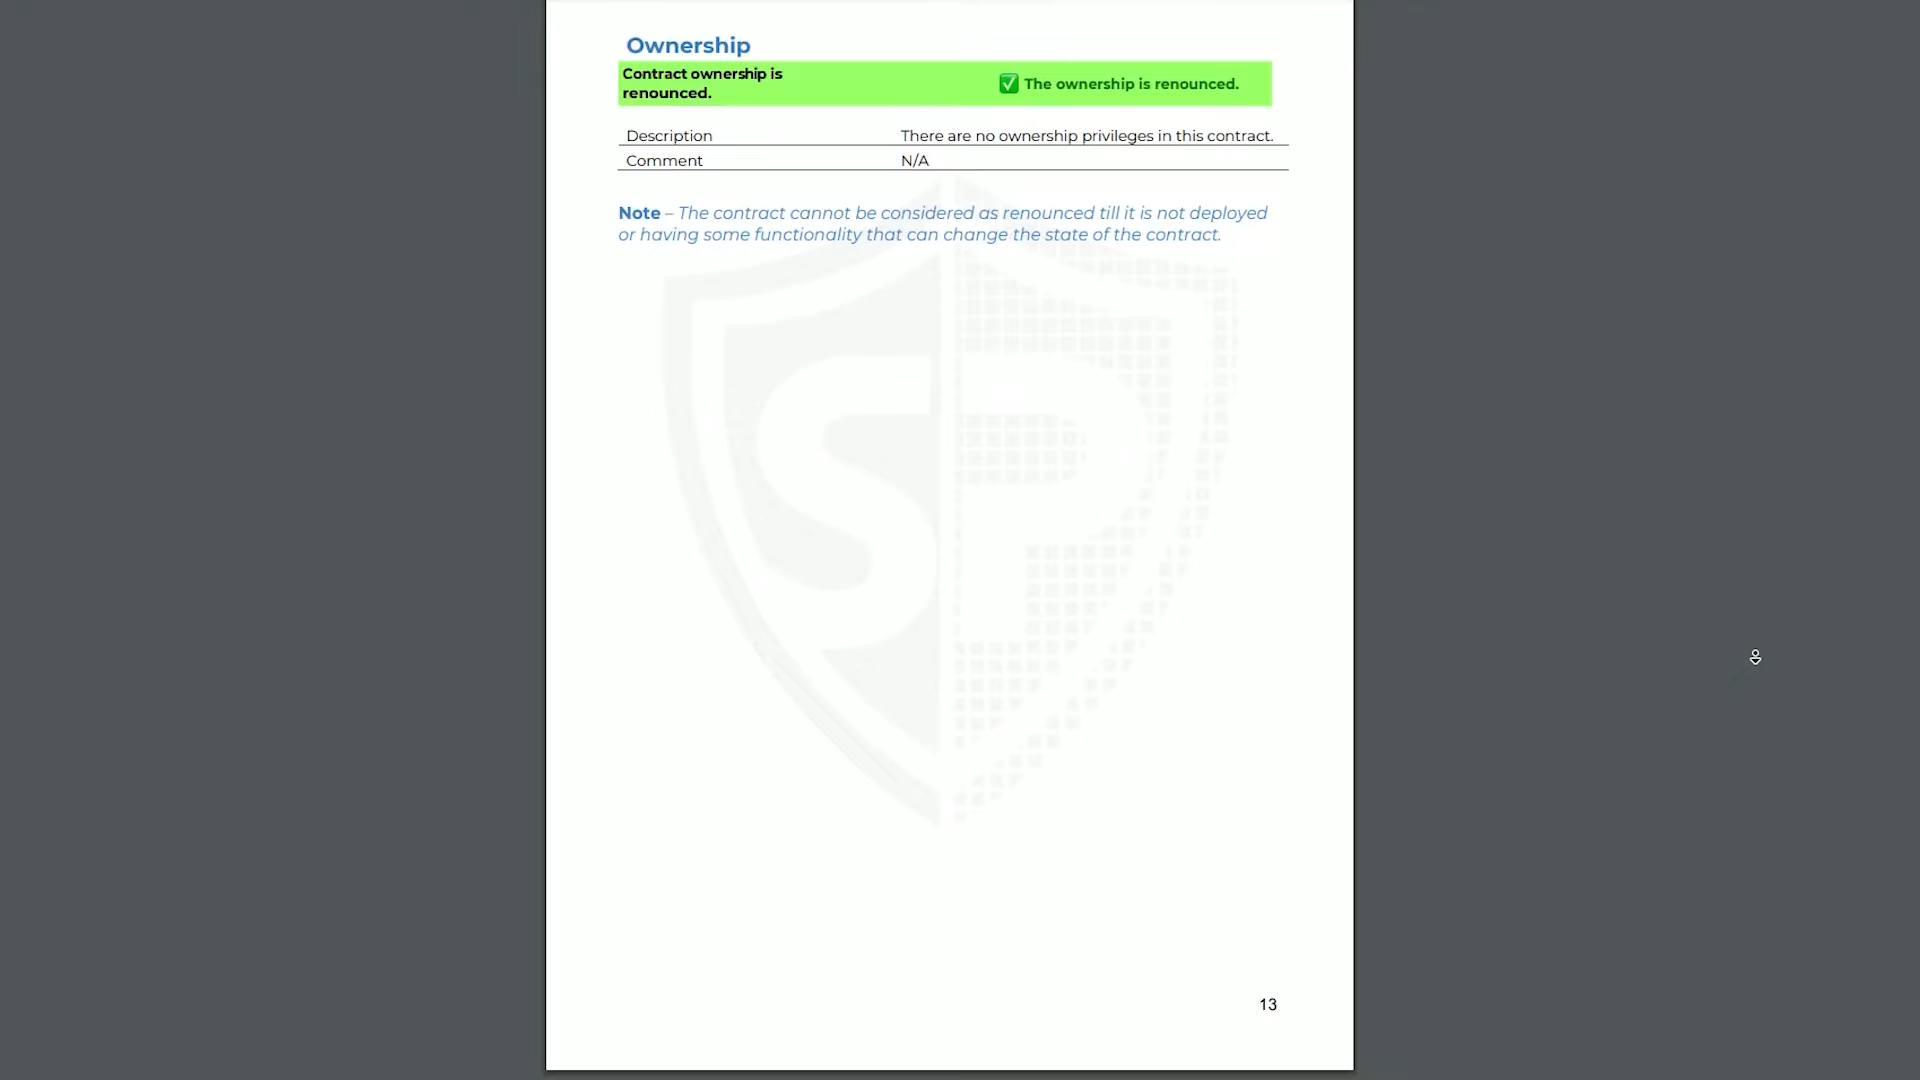 Ownership
Contract ownership is
renounced.
✅ The ownership is renounced.
Description There are no ownership privileges in this contract.
Comment N/A
Note – The contract cannot be considered as renounced till it is not deployed
or having some functionality that can change the state of the contract.
SP
13